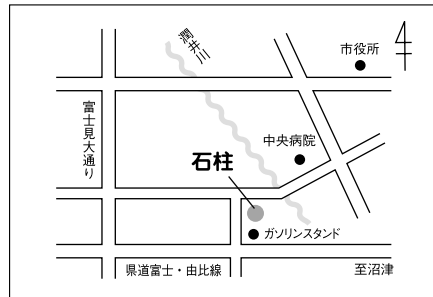 潤井川
市役所
富士見大通り
中央病院
石柱
ガソリンスタンド
県道富士・由比線
至沼津